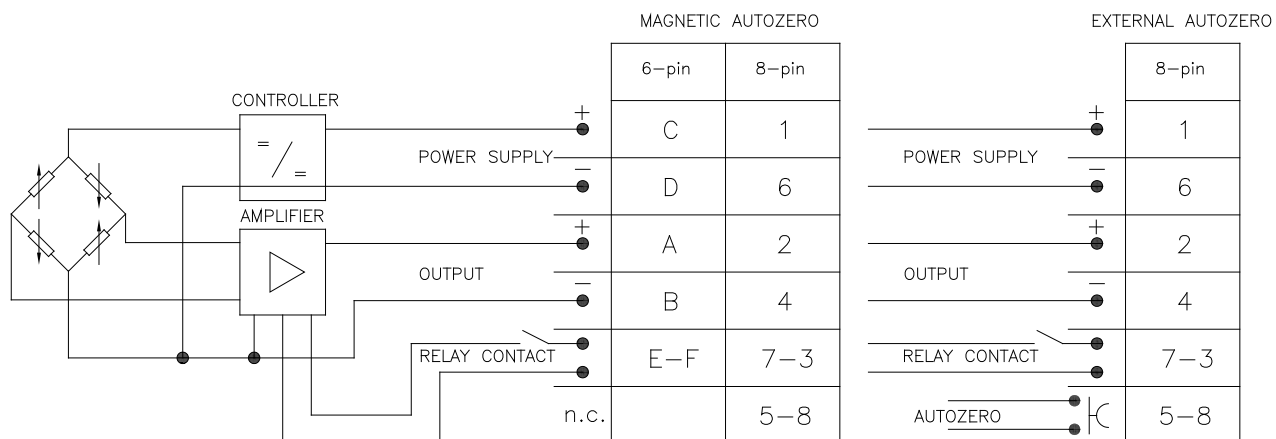 MAGNETIC AUTOZERO
EXTERNAL AUTOZERO
6-pin 8-pin
8-pin
CONTROLLER
= / =
+ C 1
+ 1
POWER SUPPLY
POWER SUPPLY
- D 6
- 6
AMPLIFIER
+ A 2
+ 2
OUTPUT
OUTPUT
- B 4
- 4
RELAY CONTACT E-F 7-3
RELAY CONTACT 7-3
n.c. 5-8
AUTOZERO 5-8